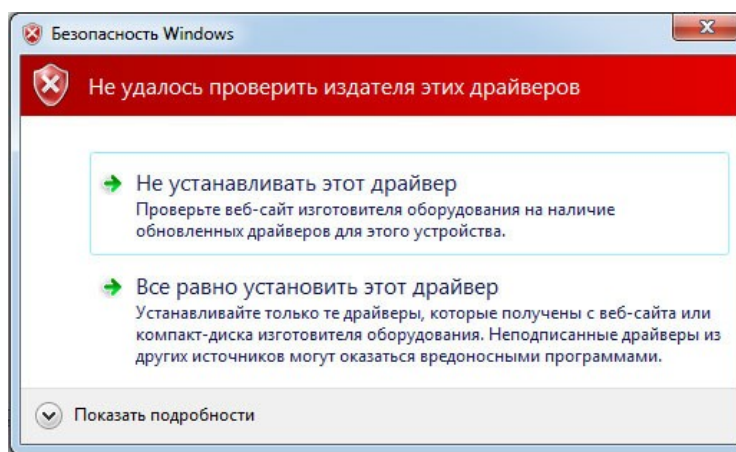 Безопасность Windows
Не удалось проверить издателя этих драйверов
Не устанавливать этот драйвер
Проверьте веб-сайт изготовителя оборудования на наличие
обновленных драйверов для этого устройства.
Все равно установить этот драйвер
Устанавливайте только те драйверы, которые получены с веб-сайта или
компакт-диска изготовителя оборудования. Неподписанные драйверы из
других источников могут оказаться вредоносными программами.
Показать подробности